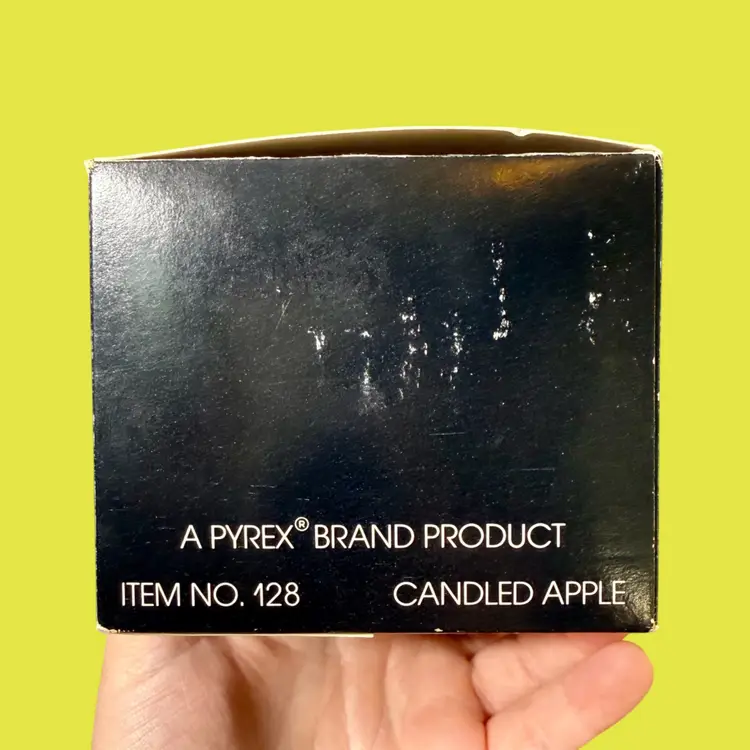 A PYREX® BRAND PRODUCT
ITEM NO. 128 CANDLED APPLE